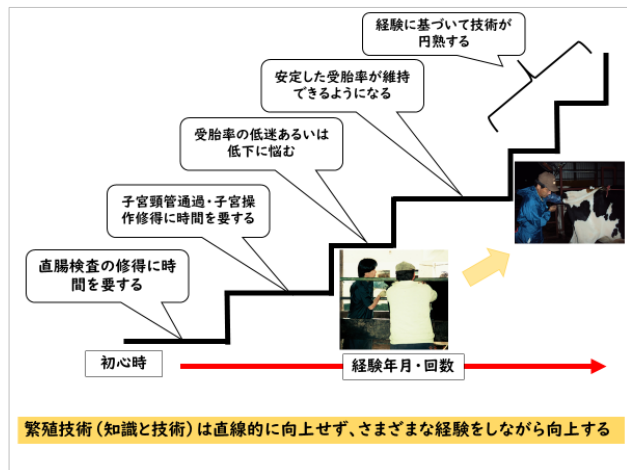 経験に基づいて技術が
円熟する
安定した受胎率が維持
できるようになる
受胎率の低迷あるいは
低下に悩む
子宮頸管通過・子宮操
作修得に時間を要する
直腸検査の修得に時
間を要する
初心時
経験年月・回数
繁殖技術(知識と技術)は直線的に向上せず、さまざまな経験をしながら向上する